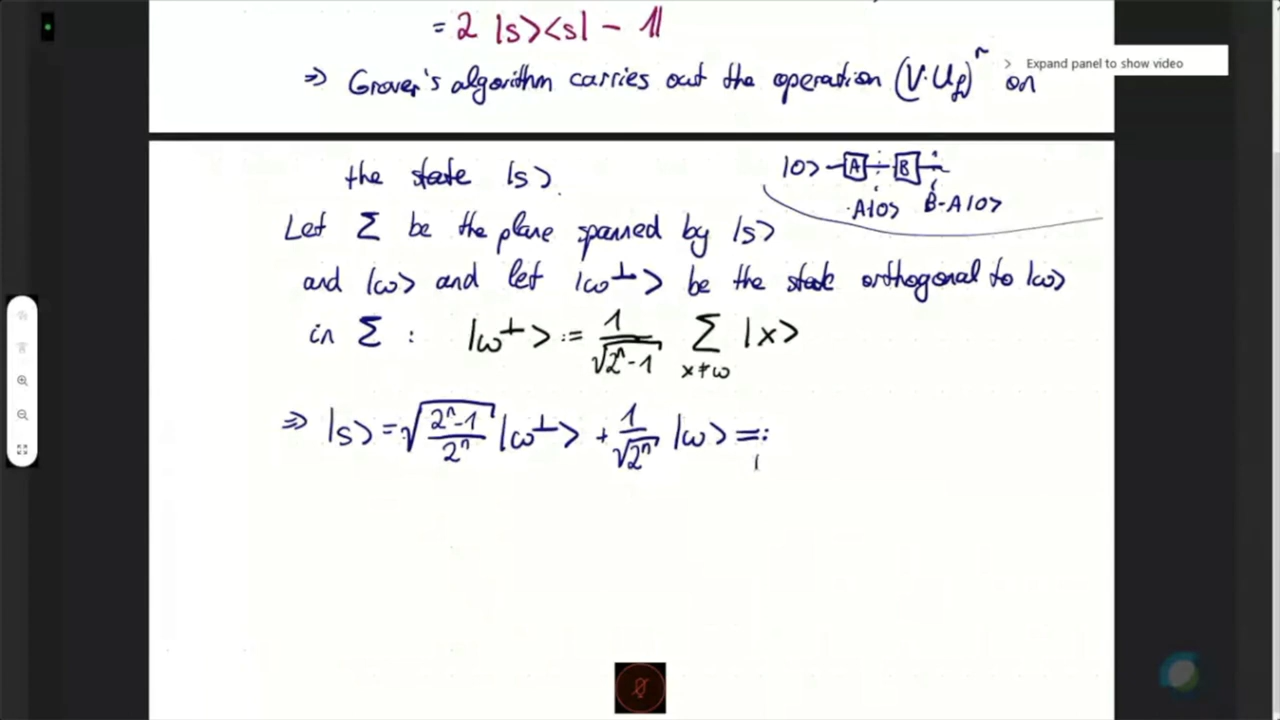 = 2 |s><s| - 𝟙
⇒ Grover's algorithm carries out the operation (V·U_f)^r on
Expand panel to show video
the state |s>.
|0> -[A]-[B]-
·A|0> B·A|0>
Let Σ be the plane spanned by |s>
and |ω> and let |ω^⊥> be the state orthogonal to |ω>
in Σ : |ω^⊥> := 1/√(2^n - 1) Σ_{x≠ω} |x>
⇒ |s> = √((2^n - 1)/2^n) |ω^⊥> + 1/√(2^n) |ω> =: